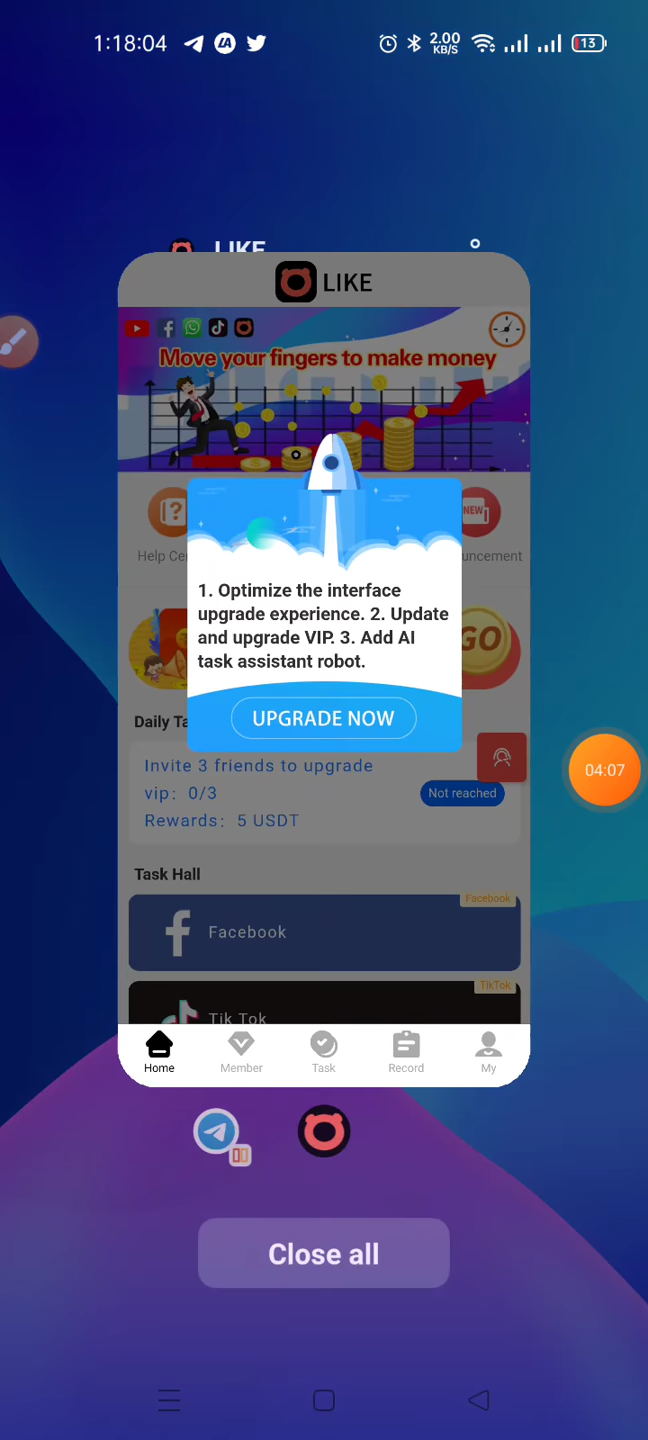 1:18:04
2.00
KB/S
13
LIKE
LIKE
Move your fingers to make money
NEW
Help Ce
uncement
GO
1. Optimize the interface
upgrade experience. 2. Update
and upgrade VIP. 3. Add AI
task assistant robot.
UPGRADE NOW
Daily Ta
Invite 3 friends to upgrade
vip: 0/3
Not reached
Rewards: 5 USDT
04:07
Task Hall
Facebook
Facebook
TikTok
Tik Tok
Home
Member
Task
Record
My
Close all